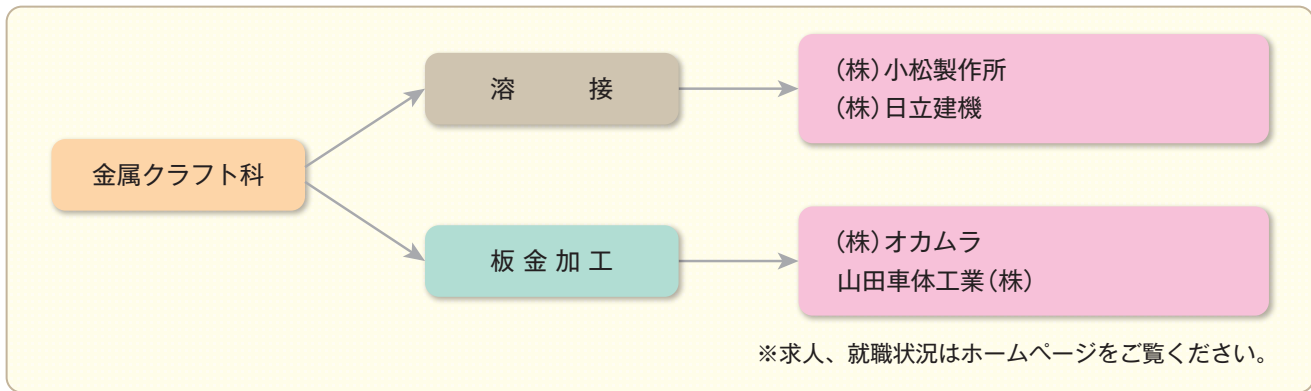 金属クラフト科
溶接
(株)小松製作所
(株)日立建機
板金加工
(株)オカムラ
山田車体工業(株)
※求人、就職状況はホームページをご覧ください。